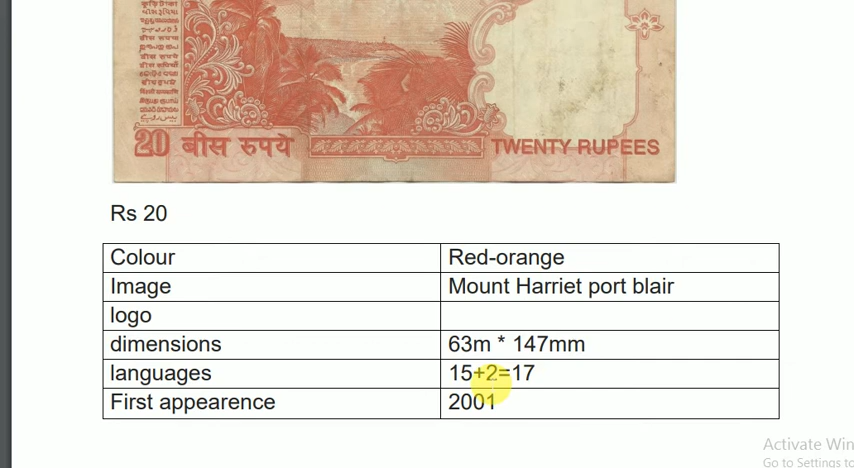 20 बीस रुपये TWENTY RUPEES
Rs 20
Colour Red-orange
Image Mount Harriet port blair
logo
dimensions 63m * 147mm
languages 15+2=17
First appearence 2001
Activate Win
Go to Settings to